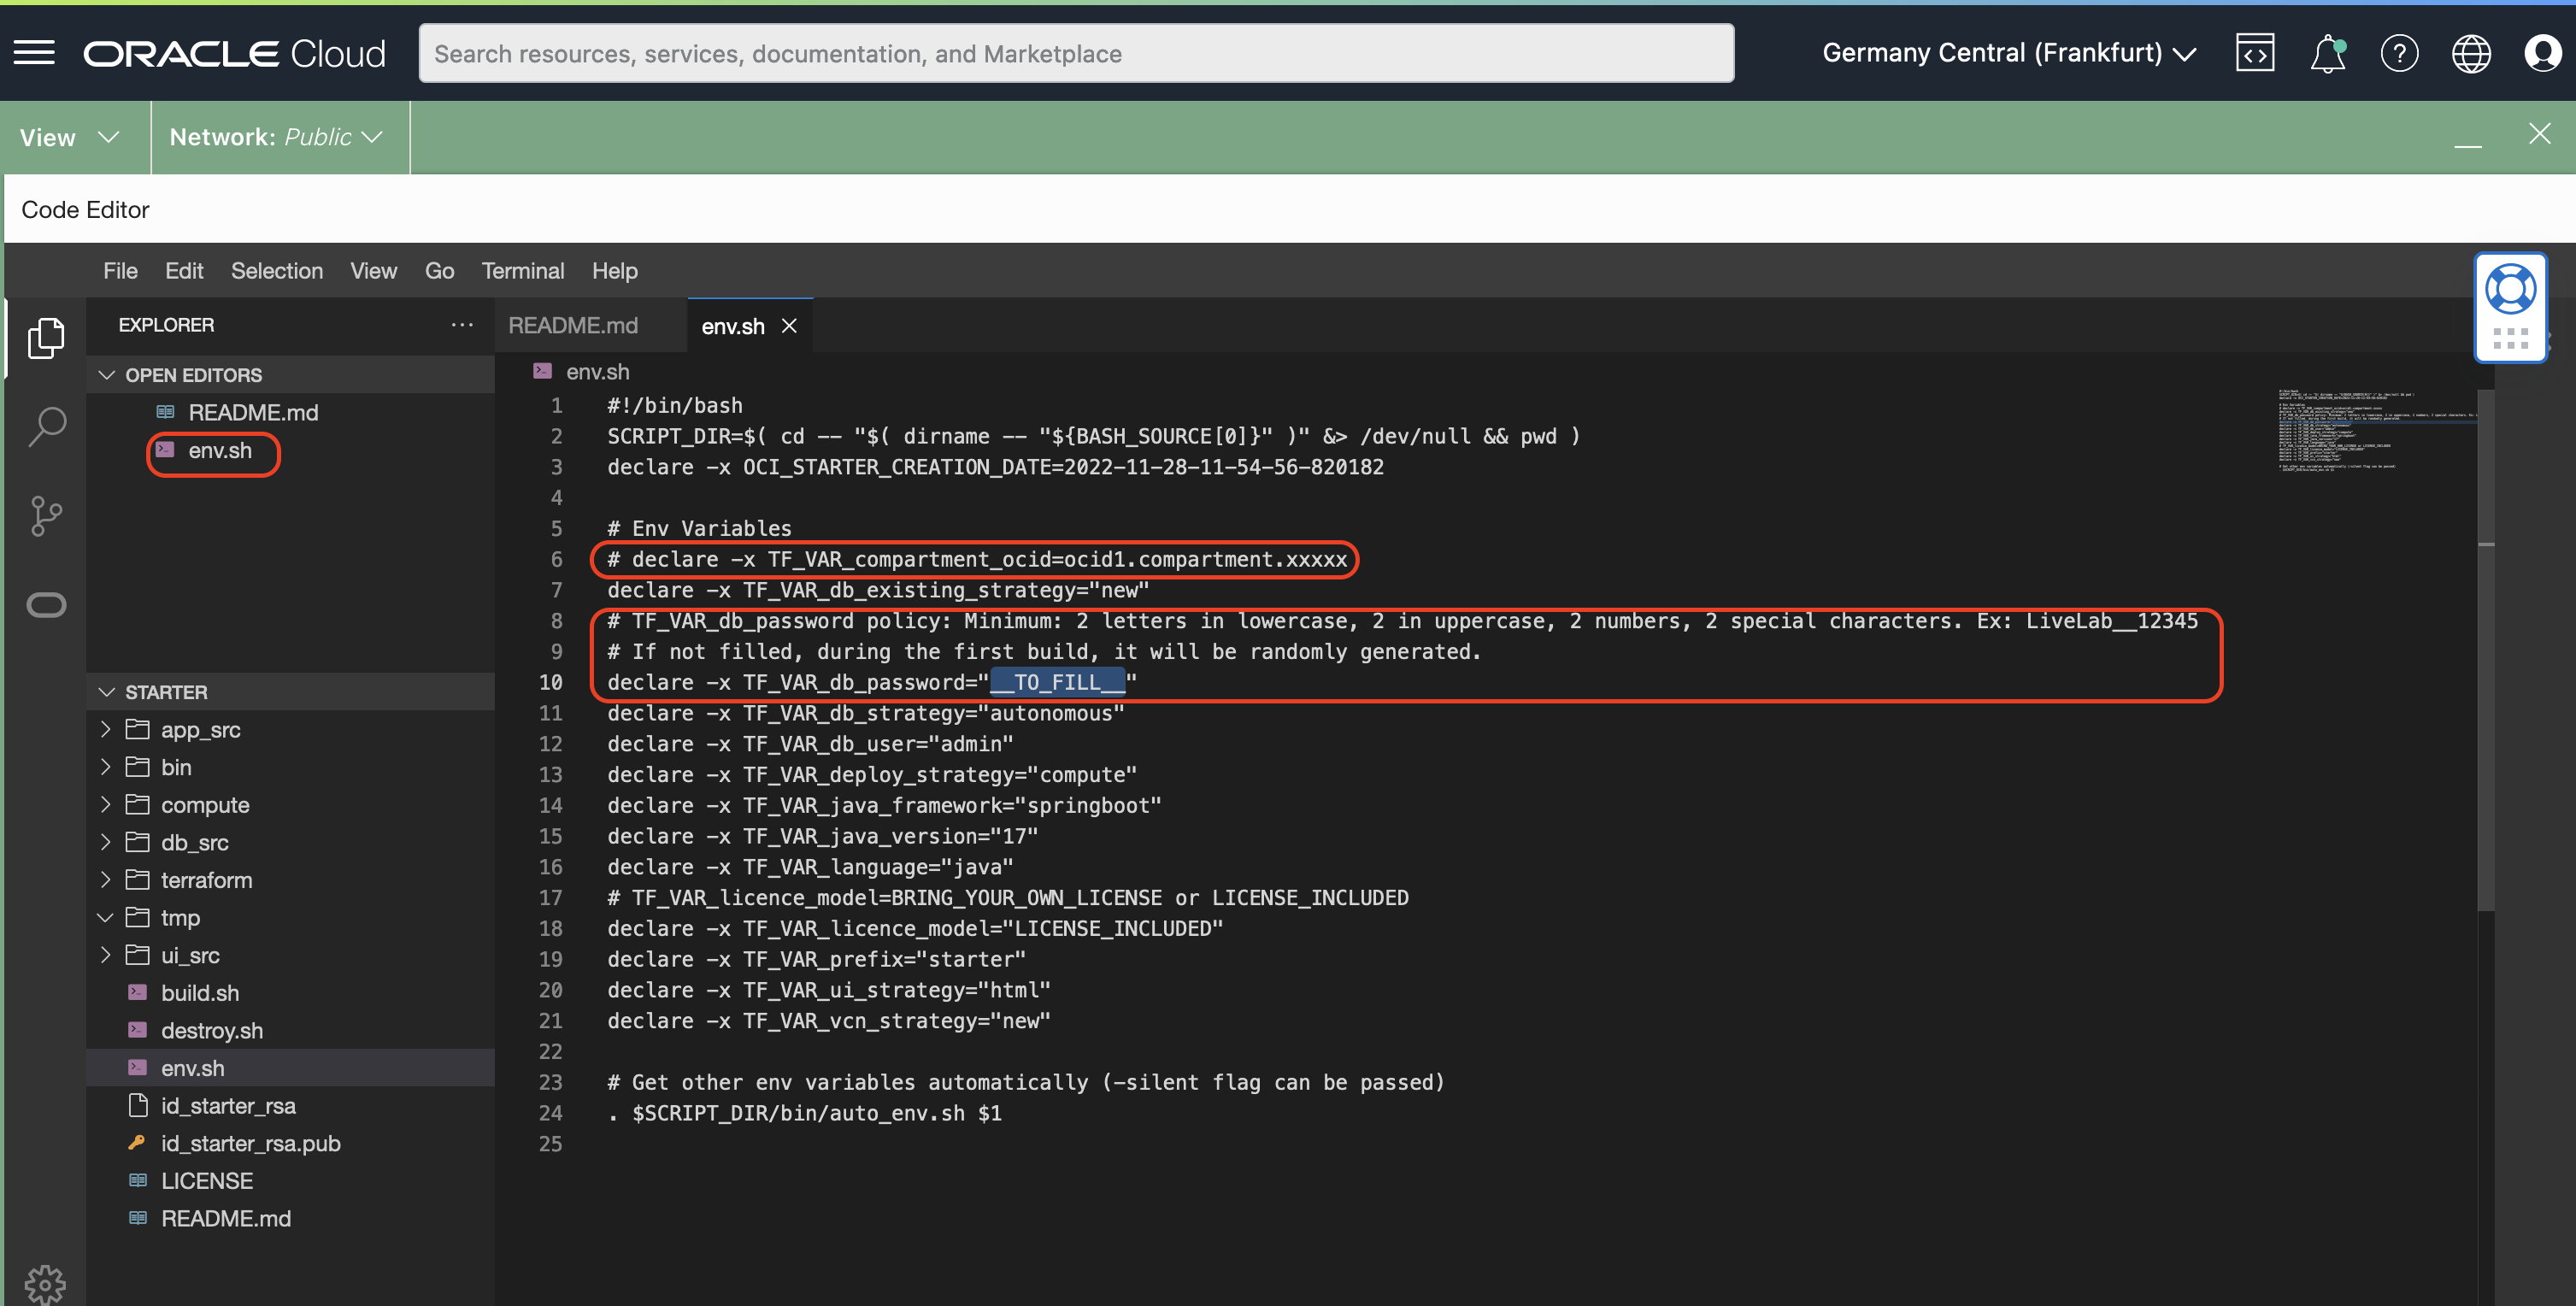 ORACLE Cloud
Search resources, services, documentation, and Marketplace
Germany Central (Frankfurt)
View
Network: Public
Code Editor
File Edit Selection View Go Terminal Help
EXPLORER
OPEN EDITORS
README.md
env.sh
STARTER
app_src
bin
compute
db_src
terraform
tmp
ui_src
build.sh
destroy.sh
env.sh
id_starter_rsa
id_starter_rsa.pub
LICENSE
README.md
README.md env.sh
env.sh
1 #!/bin/bash
2 SCRIPT_DIR=$( cd -- "$( dirname -- "${BASH_SOURCE[0]}" )" &> /dev/null && pwd )
3 declare -x OCI_STARTER_CREATION_DATE=2022-11-28-11-54-56-820182
4
5 # Env Variables
6 # declare -x TF_VAR_compartment_ocid=ocid1.compartment.xxxxx
7 declare -x TF_VAR_db_existing_strategy="new"
8 # TF_VAR_db_password policy: Minimum: 2 letters in lowercase, 2 in uppercase, 2 numbers, 2 special characters. Ex: LiveLab__12345
9 # If not filled, during the first build, it will be randomly generated.
10 declare -x TF_VAR_db_password="__TO_FILL__"
11 declare -x TF_VAR_db_strategy="autonomous"
12 declare -x TF_VAR_db_user="admin"
13 declare -x TF_VAR_deploy_strategy="compute"
14 declare -x TF_VAR_java_framework="springboot"
15 declare -x TF_VAR_java_version="17"
16 declare -x TF_VAR_language="java"
17 # TF_VAR_licence_model=BRING_YOUR_OWN_LICENSE or LICENSE_INCLUDED
18 declare -x TF_VAR_licence_model="LICENSE_INCLUDED"
19 declare -x TF_VAR_prefix="starter"
20 declare -x TF_VAR_ui_strategy="html"
21 declare -x TF_VAR_vcn_strategy="new"
22
23 # Get other env variables automatically (-silent flag can be passed)
24 . $SCRIPT_DIR/bin/auto_env.sh $1
25